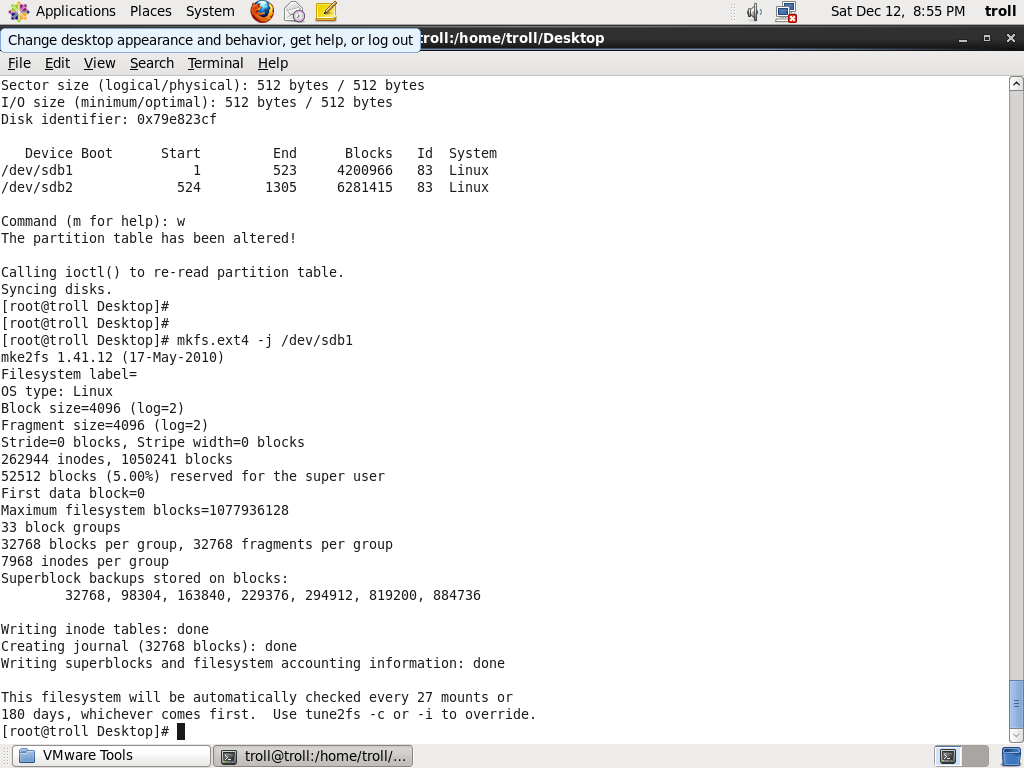 Applications Places System Sat Dec 12, 8:55 PM troll
Change desktop appearance and behavior, get help, or log out troll:/home/troll/Desktop
File Edit View Search Terminal Help
Sector size (logical/physical): 512 bytes / 512 bytes
I/O size (minimum/optimal): 512 bytes / 512 bytes
Disk identifier: 0x79e823cf
   Device Boot      Start         End      Blocks   Id  System
/dev/sdb1               1         523     4200966   83  Linux
/dev/sdb2             524        1305     6281415   83  Linux
Command (m for help): w
The partition table has been altered!
Calling ioctl() to re-read partition table.
Syncing disks.
[root@troll Desktop]#
[root@troll Desktop]#
[root@troll Desktop]# mkfs.ext4 -j /dev/sdb1
mke2fs 1.41.12 (17-May-2010)
Filesystem label=
OS type: Linux
Block size=4096 (log=2)
Fragment size=4096 (log=2)
Stride=0 blocks, Stripe width=0 blocks
262944 inodes, 1050241 blocks
52512 blocks (5.00%) reserved for the super user
First data block=0
Maximum filesystem blocks=1077936128
33 block groups
32768 blocks per group, 32768 fragments per group
7968 inodes per group
Superblock backups stored on blocks:
        32768, 98304, 163840, 229376, 294912, 819200, 884736
Writing inode tables: done
Creating journal (32768 blocks): done
Writing superblocks and filesystem accounting information: done
This filesystem will be automatically checked every 27 mounts or
180 days, whichever comes first.  Use tune2fs -c or -i to override.
[root@troll Desktop]#
VMware Tools troll@troll:/home/troll/...